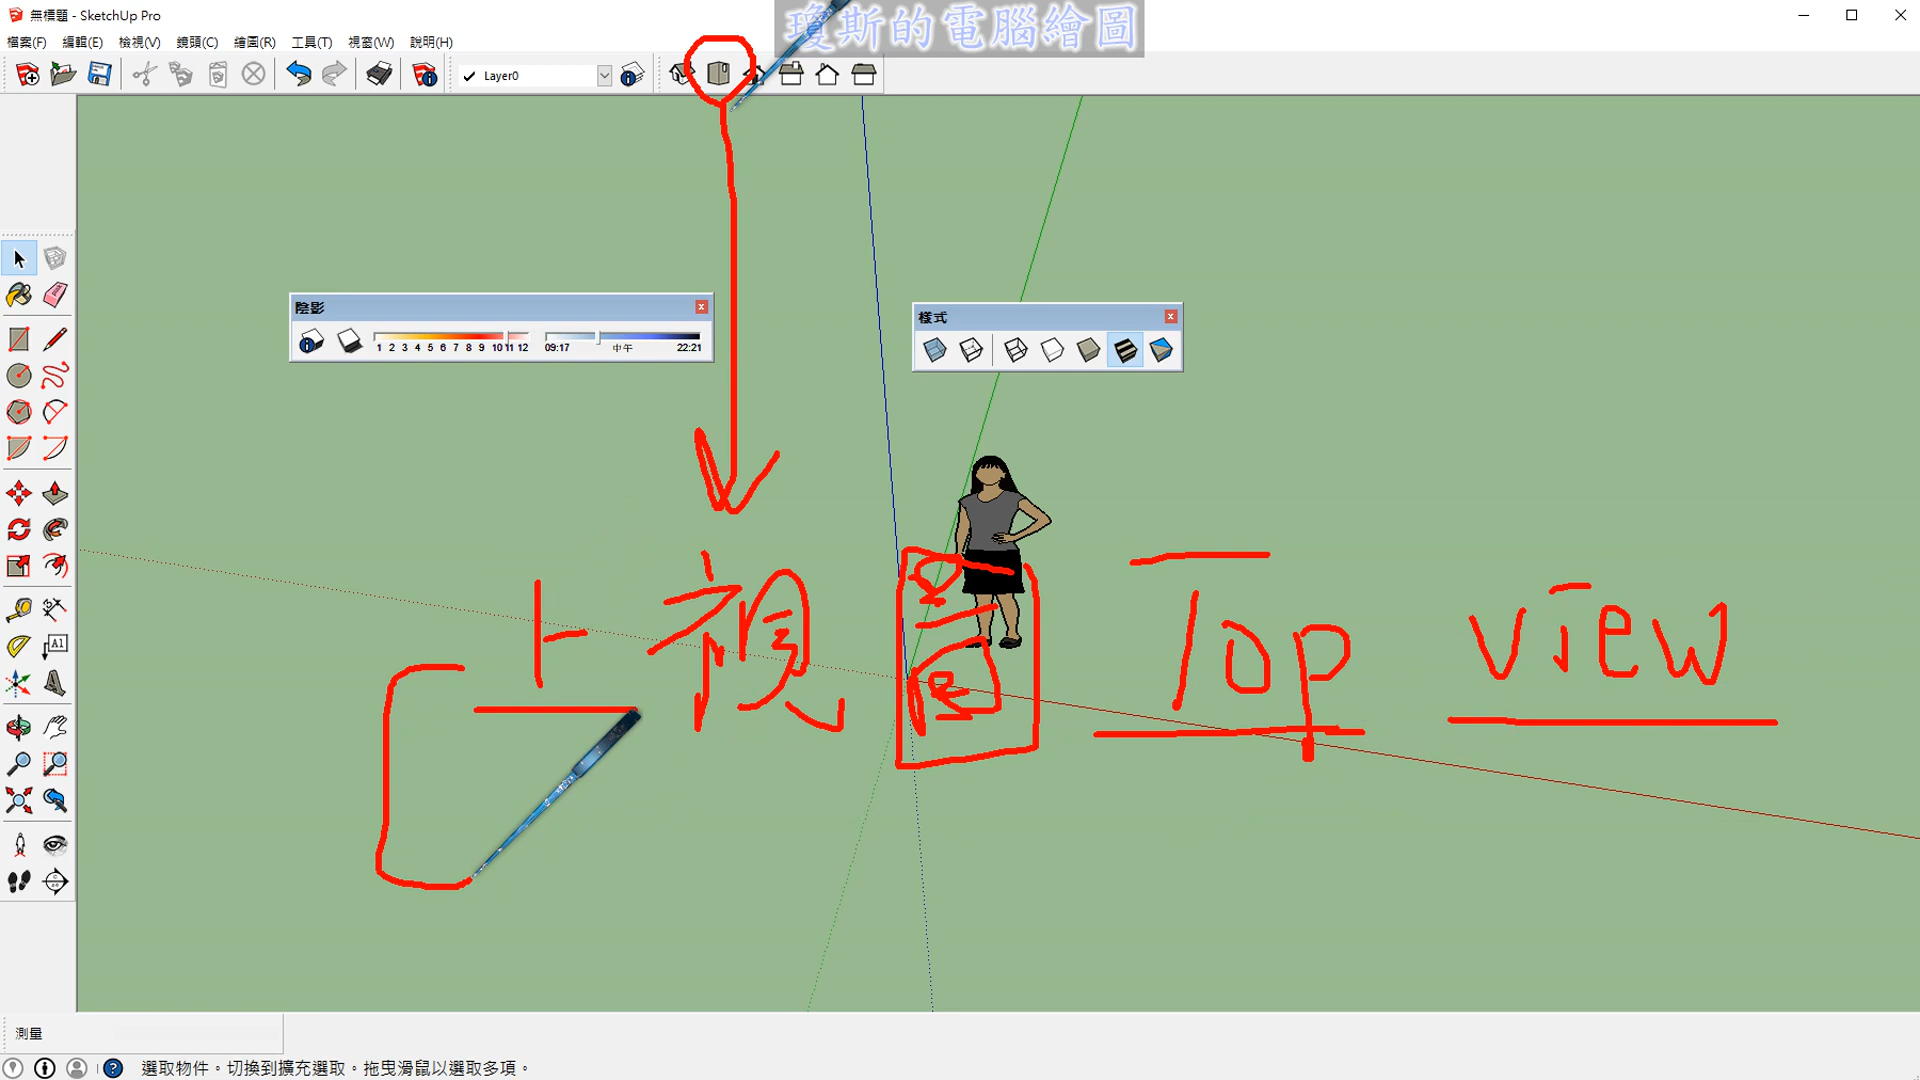 無標題 - SketchUp Pro
瓊斯的電腦繪圖
檔案(F) 編輯(E) 檢視(V) 鏡頭(C) 繪圖(R) 工具(T) 視窗(W) 說明(H)
Layer0
陰影
1 2 3 4 5 6 7 8 9 10 11 12 09:17 中午 22:21
樣式
A1
上視圖 Top view
測量
選取物件。切換到擴充選取。拖曳滑鼠以選取多項。